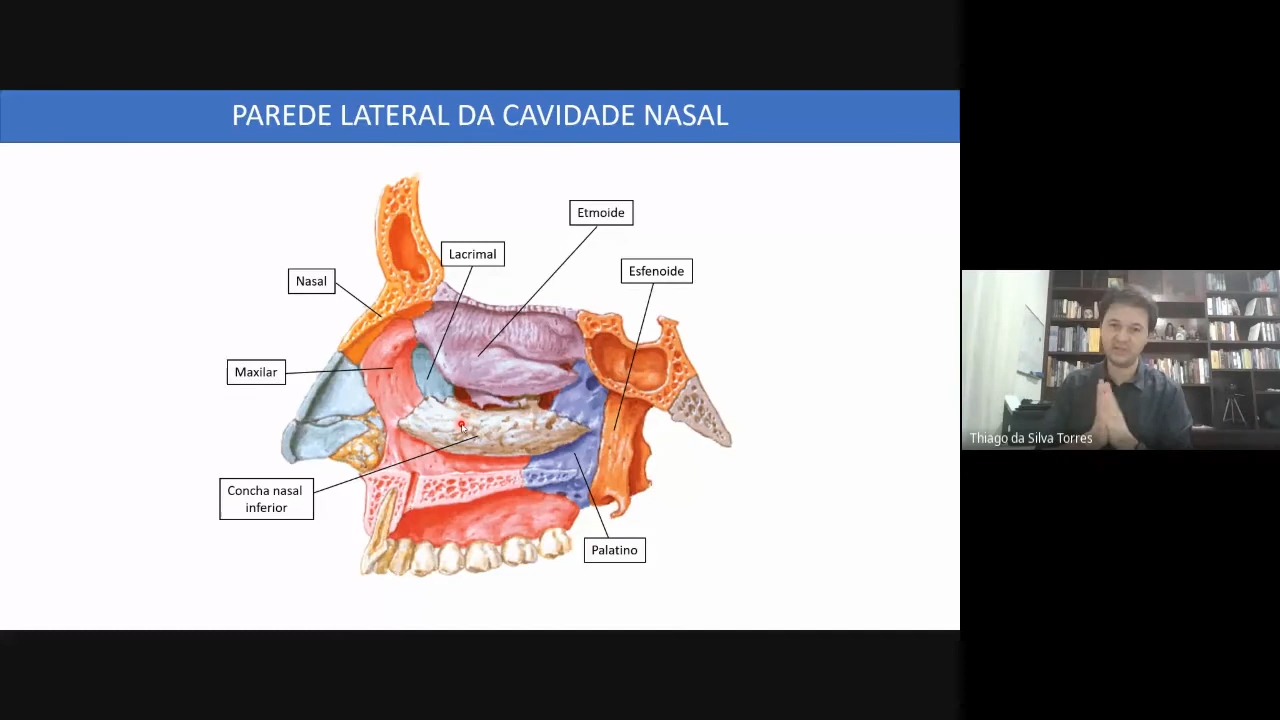 PAREDE LATERAL DA CAVIDADE NASAL
Etmoide
Lacrimal
Esfenoide
Nasal
Maxilar
Concha nasal
inferior
Palatino
Thiago da Silva Torres